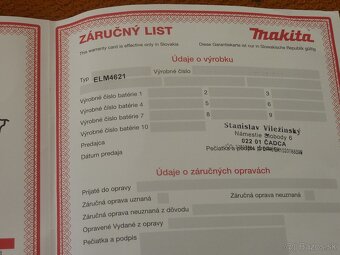 ZÁRUČNÝ LIST
Makita
This warranty card is effective only in Slovakia
Diese Garantiekarte ist nur in Slowakische Republik gültig
Údaje o výrobku
Typ ELM4621 Výrobné číslo
Výrobné číslo batérie 1 2 3.
Výrobné číslo batérie 4 5 6.
Výrobné číslo batérie 7 8 9
Výrobné číslo batérie 10
Stanislav Vilezinský
Námestie Slobody 6
022 01 ČADCA
Predajca
Dátum predaja
Pečiatka a podpis
Údaje o záručných opravách
Prijaté do opravy
Záručná oprava uznaná Záručná oprava neuznaná
Záručná oprava neuznaná z dôvodu
Opravené Vydané z opravy
Pečiatka a podpis
bazos.sk